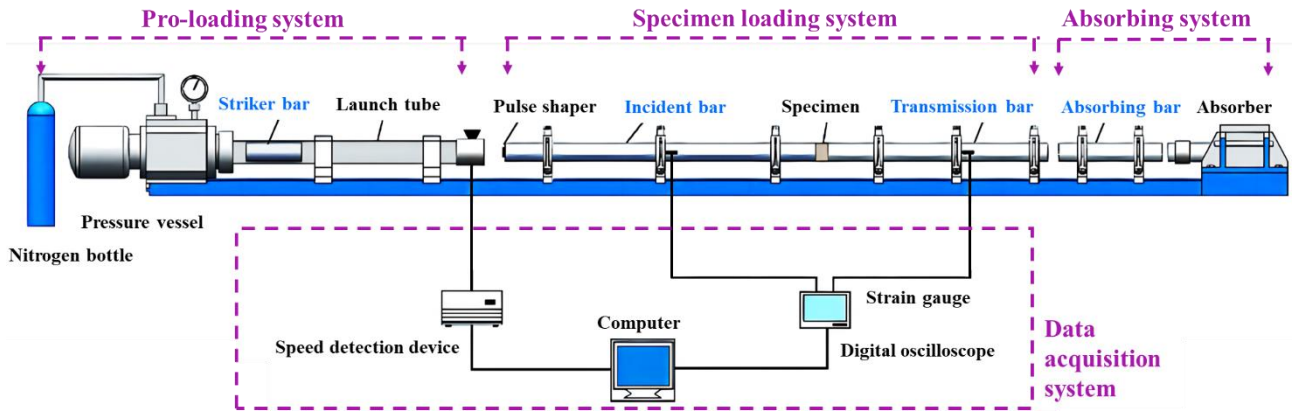 Pro-loading system
Specimen loading system
Absorbing system
Striker bar
Launch tube
Pulse shaper
Incident bar
Specimen
Transmission bar
Absorbing bar
Absorber
Pressure vessel
Nitrogen bottle
Strain gauge
Computer
Speed detection device
Digital oscilloscope
Data
acquisition
system